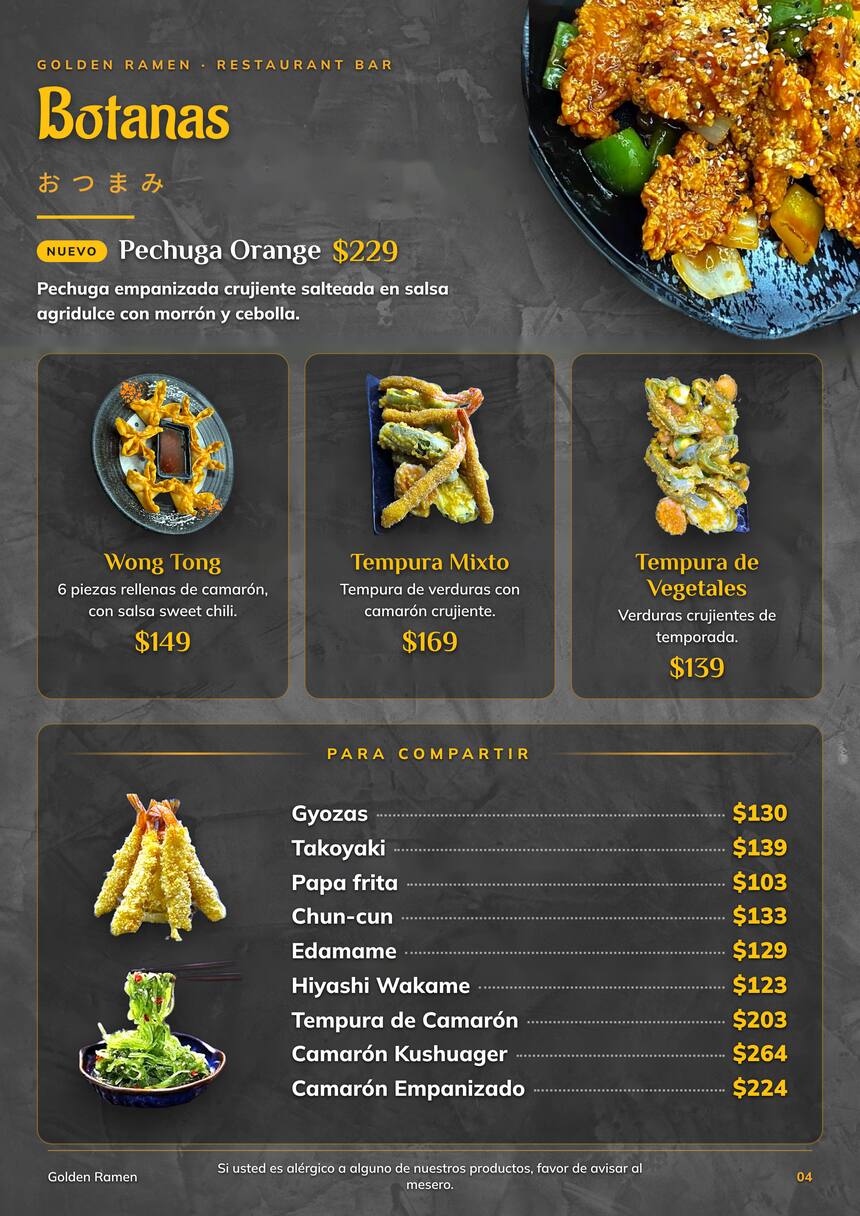 GOLDEN RAMEN · RESTAURANT BAR
Botanas
おつまみ
NUEVO Pechuga Orange $229
Pechuga empanizada crujiente salteada en salsa
agridulce con morrón y cebolla.
Wong Tong
6 piezas rellenas de camarón,
con salsa sweet chili.
$149
Tempura Mixto
Tempura de verduras con
camarón crujiente.
$169
Tempura de
Vegetales
Verduras crujientes de
temporada.
$139
PARA COMPARTIR
Gyozas $130
Takoyaki $139
Papa frita $103
Chun-cun $133
Edamame $129
Hiyashi Wakame $123
Tempura de Camarón $203
Camarón Kushuager $264
Camarón Empanizado $224
Golden Ramen
Si usted es alérgico a alguno de nuestros productos, favor de avisar al
mesero.
04